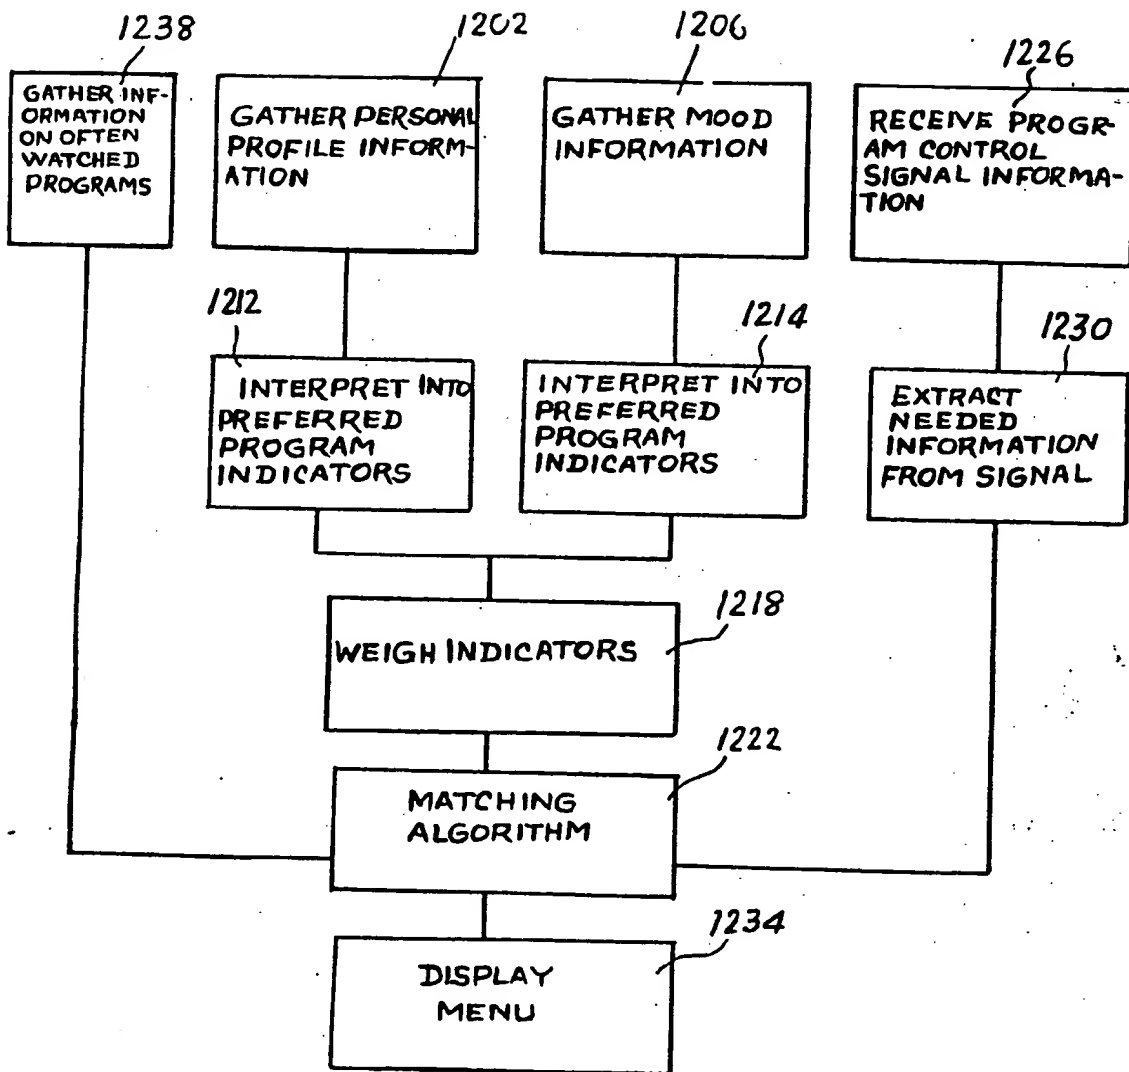 1238
1202
1206
1226
GATHER INF-
ORMATION
ON OFTEN
WATCHED
PROGRAMS
GATHER PERSONAL
PROFILE INFORM-
ATION
GATHER MOOD
INFORMATION
RECEIVE PROGR-
AM CONTROL
SIGNAL INFORMA-
TION
1212
1214
1230
INTERPRET INTO
PREFERRED
PROGRAM
INDICATORS
INTERPRET INTO
PREFERRED
PROGRAM
INDICATORS
EXTRACT
NEEDED
INFORMATION
FROM SIGNAL
1218
WEIGH INDICATORS
1222
MATCHING
ALGORITHM
1234
DISPLAY
MENU